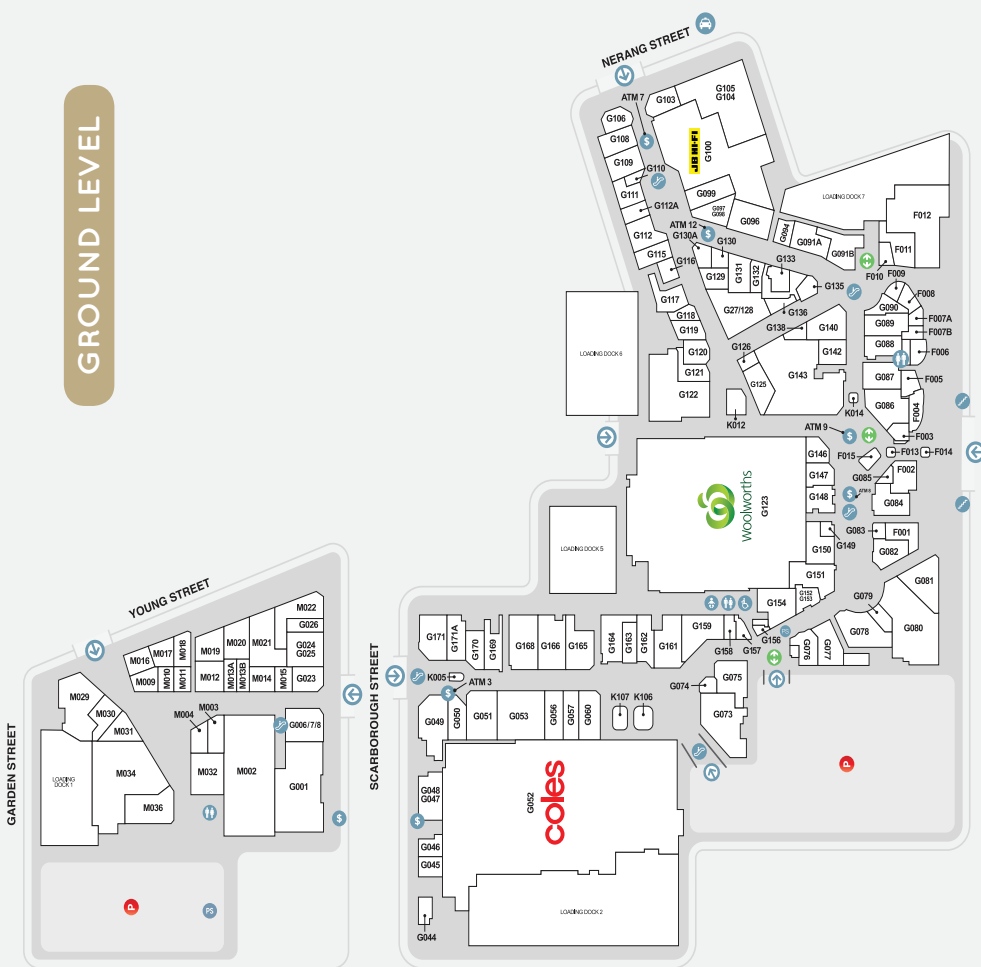 GROUND LEVEL
NERANG STREET
ATM 7
G103
G105
G104
G106
G108
G109
G110
G111
G112A
G112
G115
G116
JB HI-FI
G100
G099
G097
G098
G096
LOADING DOCK 7
F012
F011
F010
G094
G091A
G091B
ATM 12
G130A
G130
G129
G131
G132
G133
G135
G136
G27/128
G138
G140
G142
G143
G126
G125
G117
G118
G119
G120
G121
G122
LOADING DOCK 6
K012
K014
F009
F008
G090
G089
G088
F007A
F007B
F006
G087
F005
G086
F004
F003
ATM 9
F015
F013
F014
G146
G147
G148
G085
F002
ATM 8
G084
G083
F001
G082
G149
G150
G151
G152
G153
G154
G156
PS
G157
G158
G159
Woolworths
G123
LOADING DOCK 5
G081
G079
G080
G078
G077
G076
G075
G074
G073
G171
G171A
G170
G169
G168
G166
G165
G164
G163
G162
G161
K005
ATM 3
G049
G050
G051
G053
G056
G057
G060
K107
K106
G048
G047
G046
G045
G044
coles
G052
LOADING DOCK 2
P
SCARBOROUGH STREET
YOUNG STREET
GARDEN STREET
M022
G026
G024
G025
G023
M021
M020
M019
M018
M017
M016
M009
M010
M011
M012
M013A
M013B
M014
M015
M029
M030
M031
M034
M036
LOADING
DOCK 1
M004
M003
M032
M002
G006/7/8
G001
P
PS